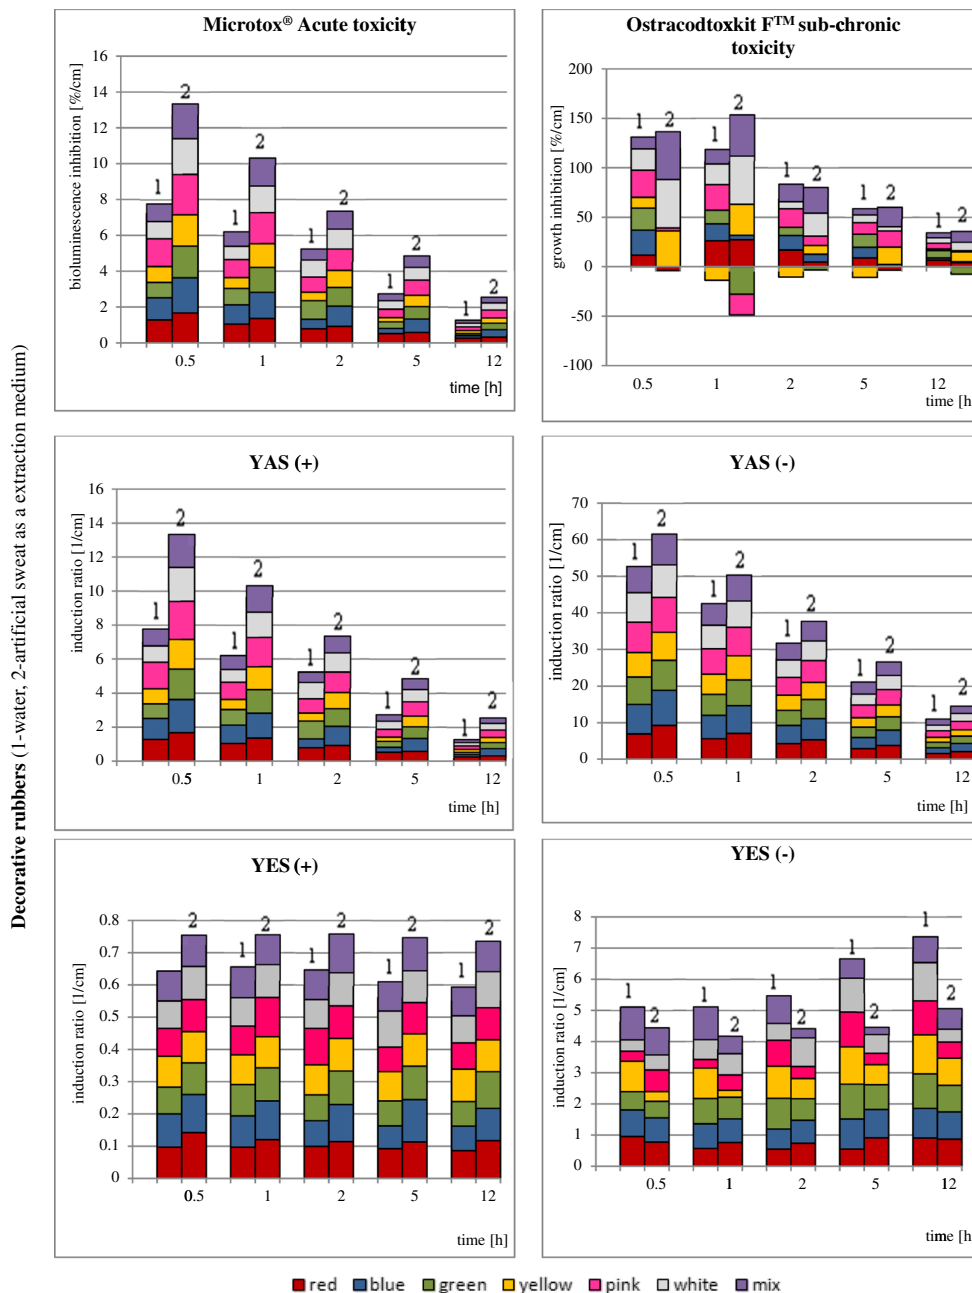 Decorative rubbers (1-water, 2-artificial sweat as a extraction medium)
Microtox® Acute toxicity
bioluminescence inhibition [%/cm]
16
14
12
10
8
6
4
2
0
1 2 1 2 1 2 1 2 1 2
0.5 1 2 5 12
time [h]
Ostracodtoxkit F™ sub-chronic
toxicity
growth inhibition [%/cm]
200
150
100
50
0
-50
-100
1 2 1 2 1 2 1 2 1 2
0.5 1 2 5 12
time [h]
YAS (+)
induction ratio [1/cm]
16
14
12
10
8
6
4
2
0
1 2 1 2 1 2 1 2 1 2
0.5 1 2 5 12
time [h]
YAS (-)
induction ratio [1/cm]
70
60
50
40
30
20
10
0
1 2 1 2 1 2 1 2 1 2
0.5 1 2 5 12
time [h]
YES (+)
induction ratio [1/cm]
0.8
0.7
0.6
0.5
0.4
0.3
0.2
0.1
0
2 1 2 1 2 1 2 1 2
0.5 1 2 5 12
time [h]
YES (-)
induction ratio [1/cm]
8
7
6
5
4
3
2
1
0
1 2 1 2 1 2 1 2 1 2
0.5 1 2 5 12
time [h]
red blue green yellow pink white mix